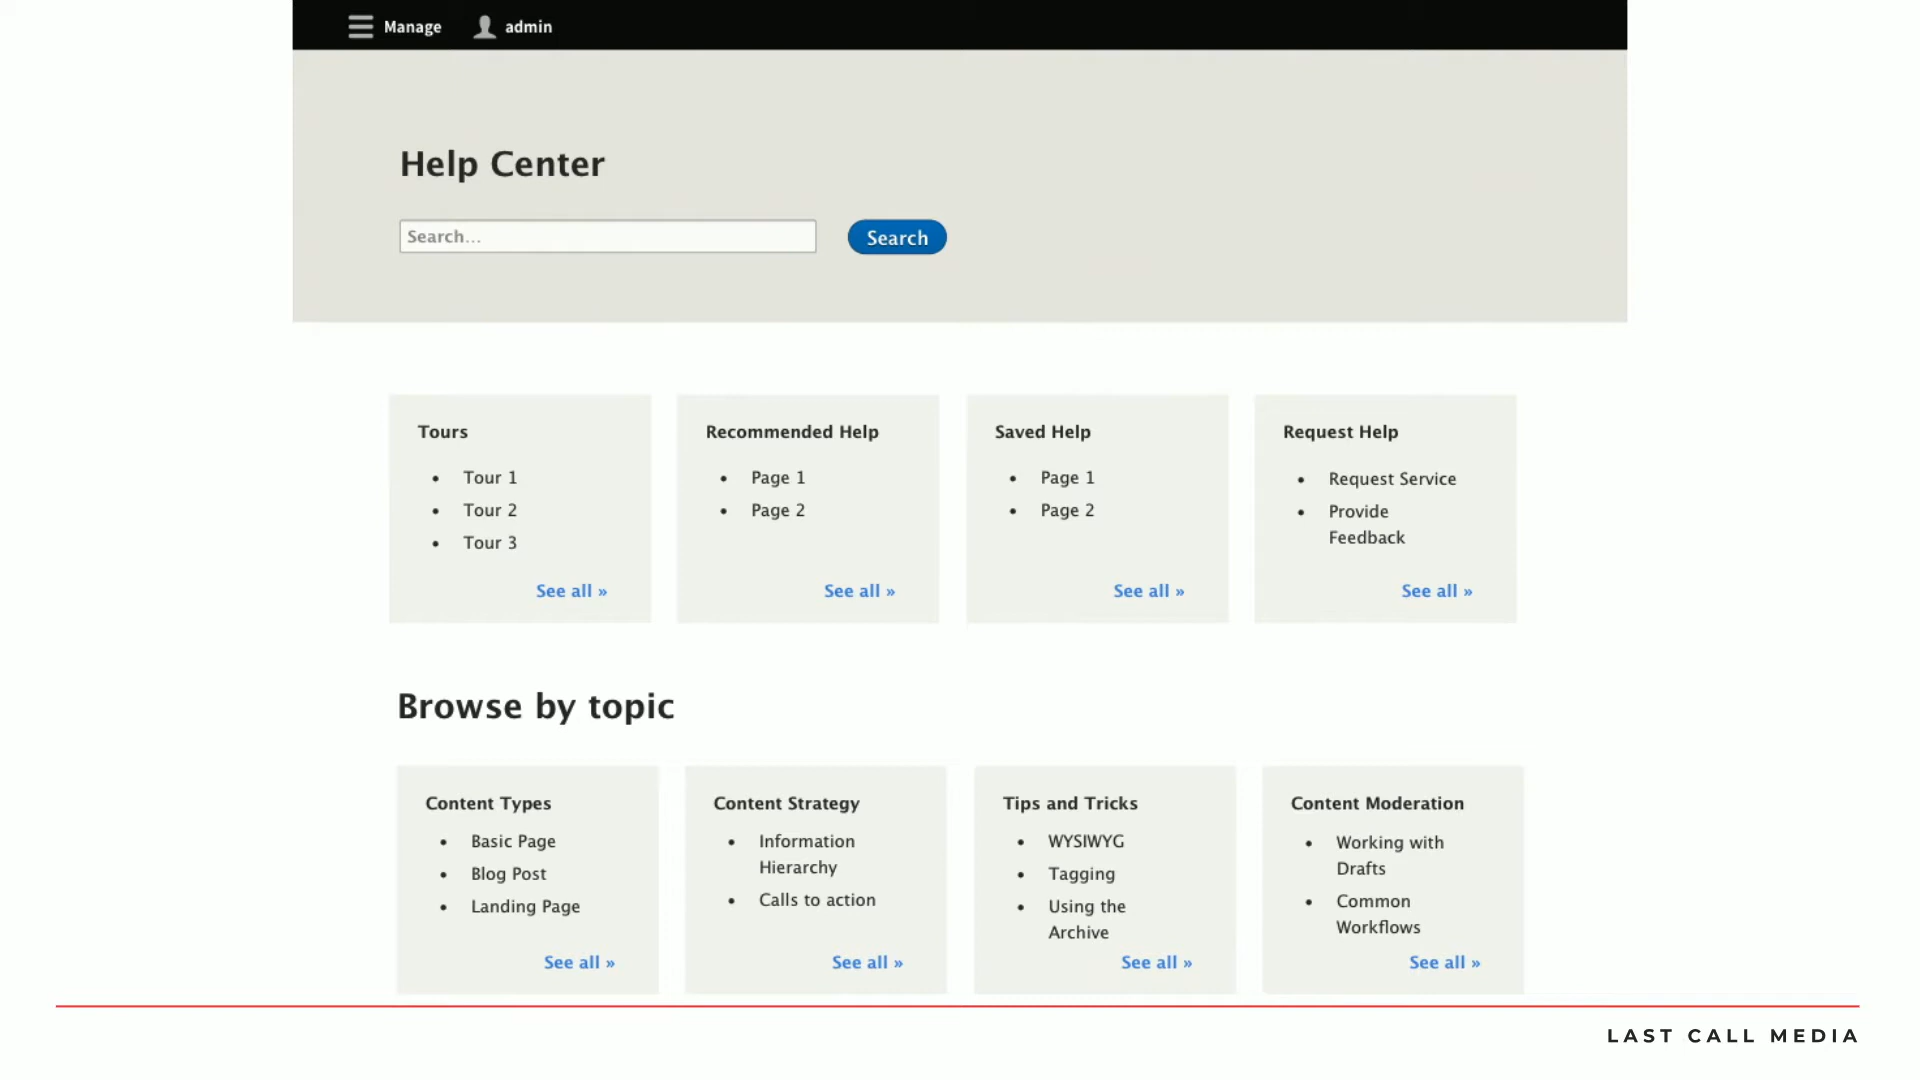 Manage admin
Help Center
Search...
Search
Tours
• Tour 1
• Tour 2
• Tour 3
See all »
Recommended Help
• Page 1
• Page 2
See all »
Saved Help
• Page 1
• Page 2
See all »
Request Help
• Request Service
• Provide
Feedback
See all »
Browse by topic
Content Types
• Basic Page
• Blog Post
• Landing Page
See all »
Content Strategy
• Information
Hierarchy
• Calls to action
See all »
Tips and Tricks
• WYSIWYG
• Tagging
• Using the
Archive
See all »
Content Moderation
• Working with
Drafts
• Common
Workflows
See all »
LAST CALL MEDIA